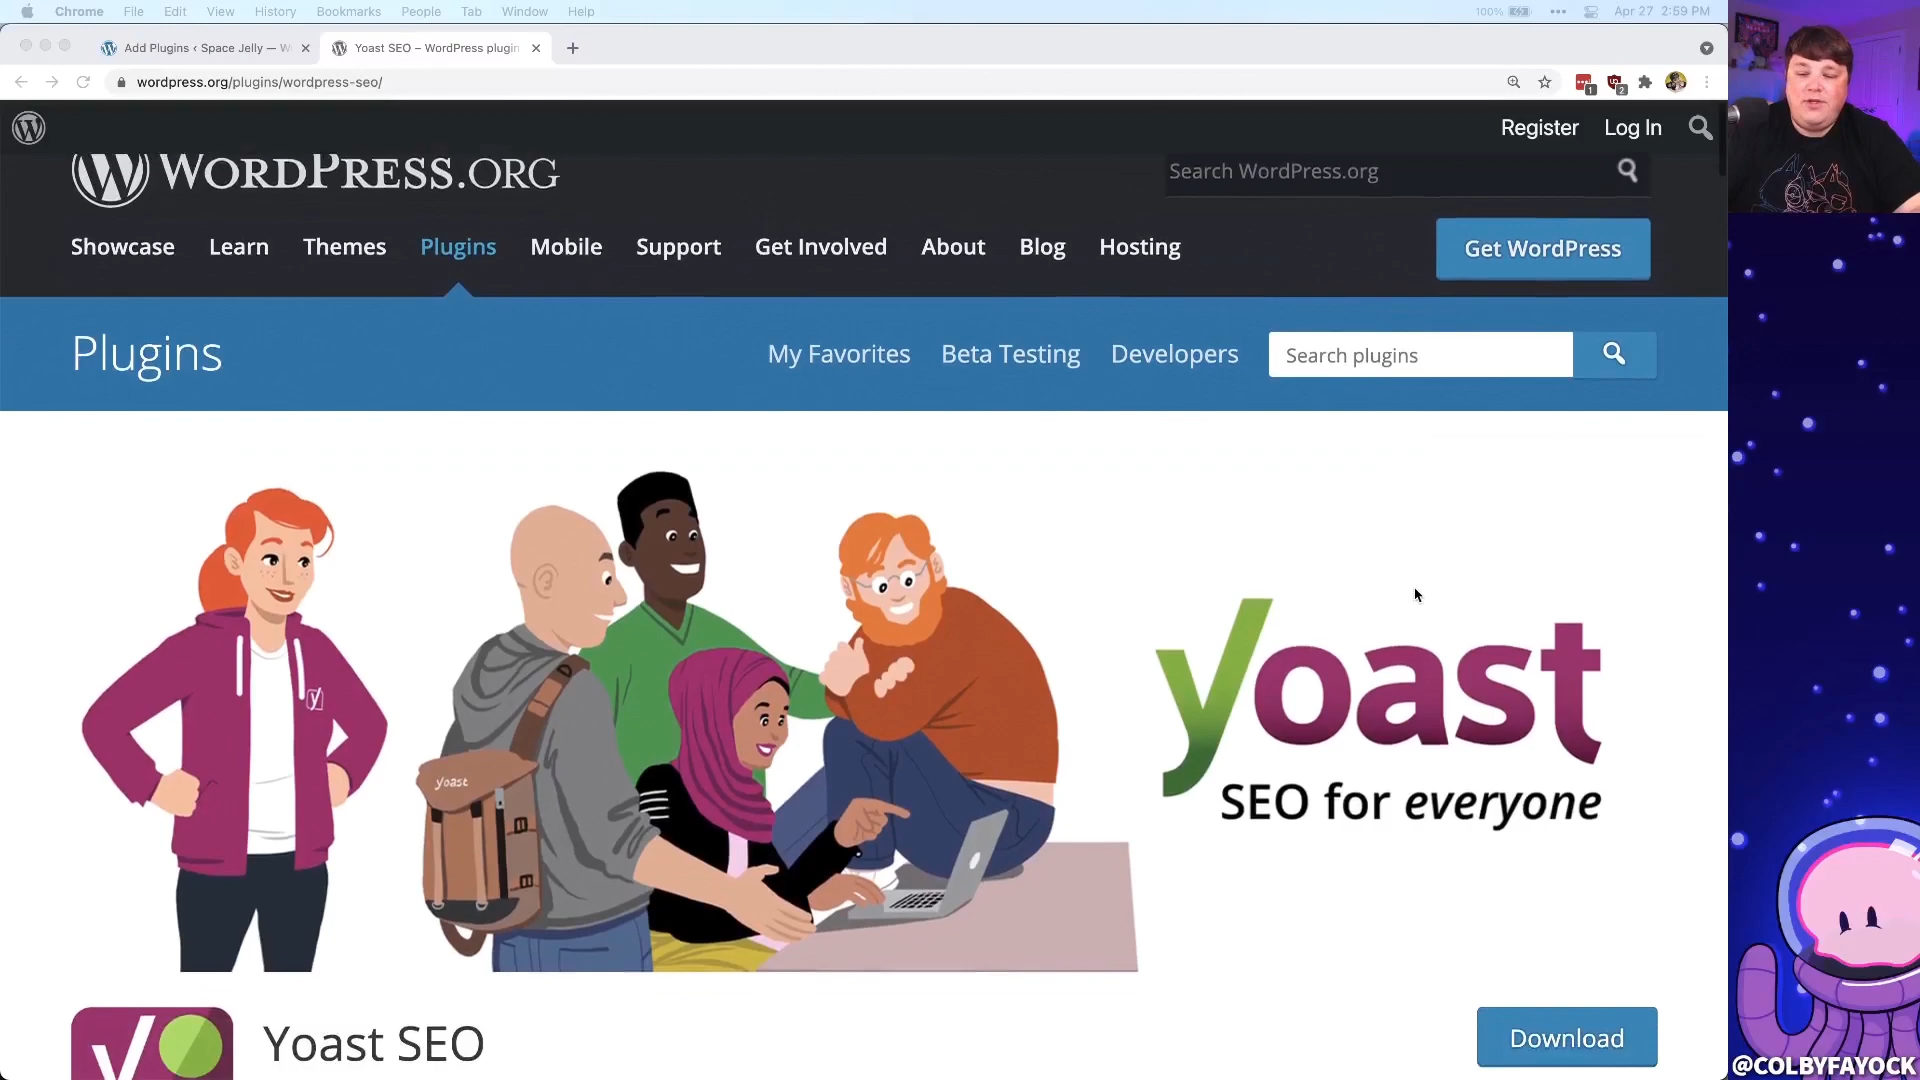 Chrome File Edit View History Bookmarks People Tab Window Help 100% Apr 27 2:59 PM
Add Plugins ‹ Space Jelly — W
Yoast SEO – WordPress plugin
wordpress.org/plugins/wordpress-seo/
1
2
Register Log In
WORDPRESS.ORG
Search WordPress.org
Showcase Learn Themes Plugins Mobile Support Get Involved About Blog Hosting
Get WordPress
Plugins
My Favorites Beta Testing Developers
Search plugins
yoast
yoast
SEO for everyone
Yoast SEO
Download
@COLBYFAYOCK